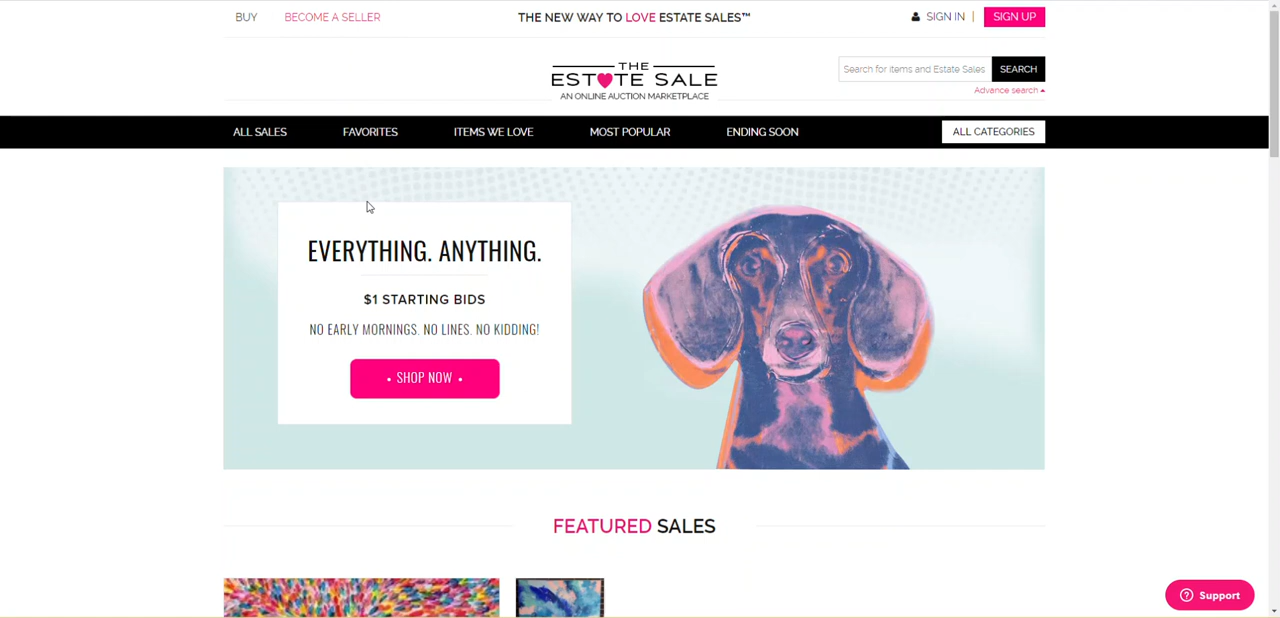 BUY BECOME A SELLER THE NEW WAY TO LOVE ESTATE SALES™ SIGN IN | SIGN UP
THE
ESTATE SALE
AN ONLINE AUCTION MARKETPLACE
Search for items and Estate Sales SEARCH
Advance search
ALL SALES FAVORITES ITEMS WE LOVE MOST POPULAR ENDING SOON ALL CATEGORIES
EVERYTHING. ANYTHING.
$1 STARTING BIDS
NO EARLY MORNINGS. NO LINES. NO KIDDING!
• SHOP NOW •
FEATURED SALES
Support